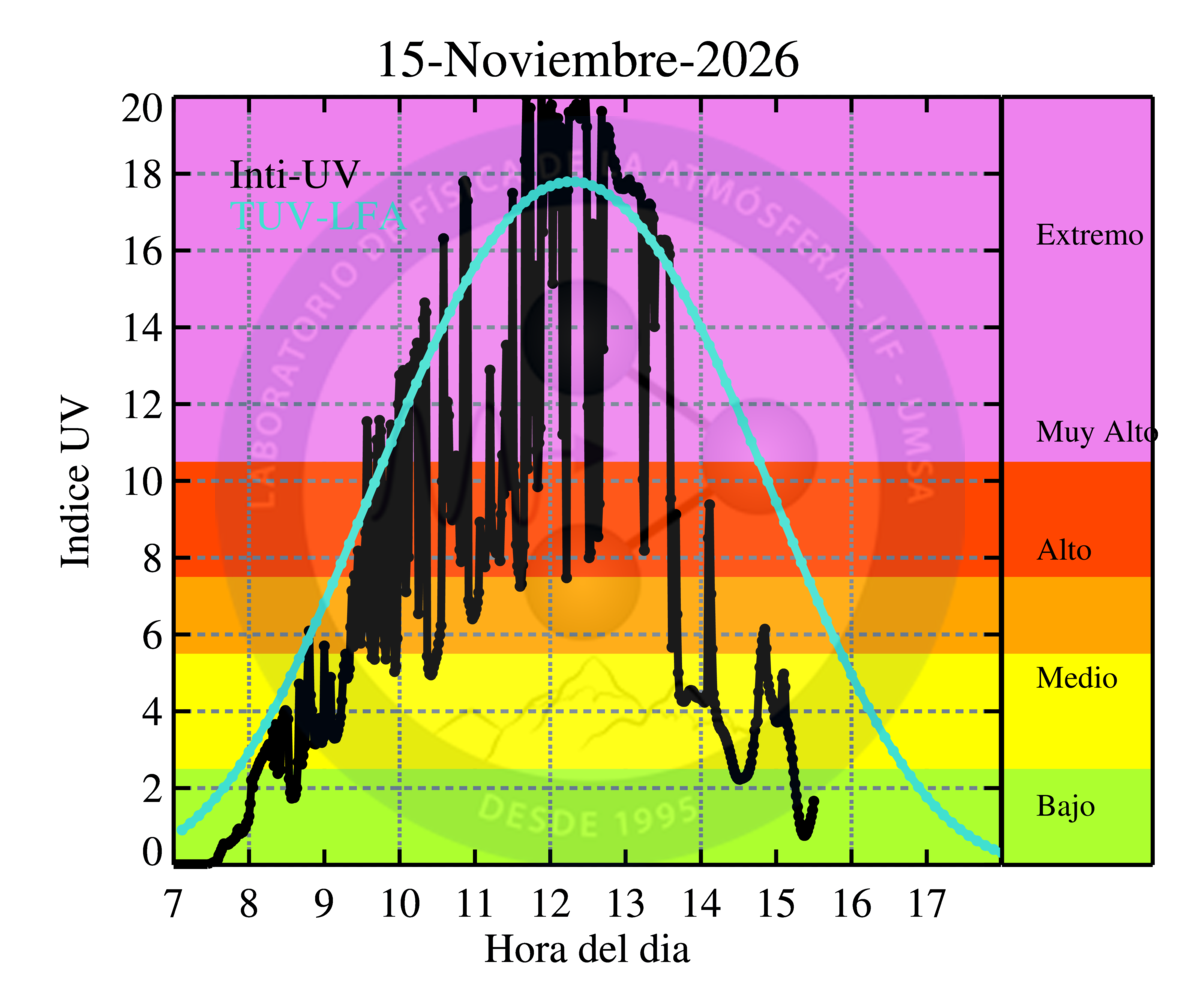 15-Noviembre-2026
Indice UV
20
18
16
14
12
10
8
6
4
2
0
Inti-UV
TUV-LFA
LABORATORIO DE FÍSICA DE LA ATMÓSFERA - IIF - UMSA
DESDE 1995
Extremo
Muy Alto
Alto
Medio
Bajo
7 8 9 10 11 12 13 14 15 16 17
Hora del dia